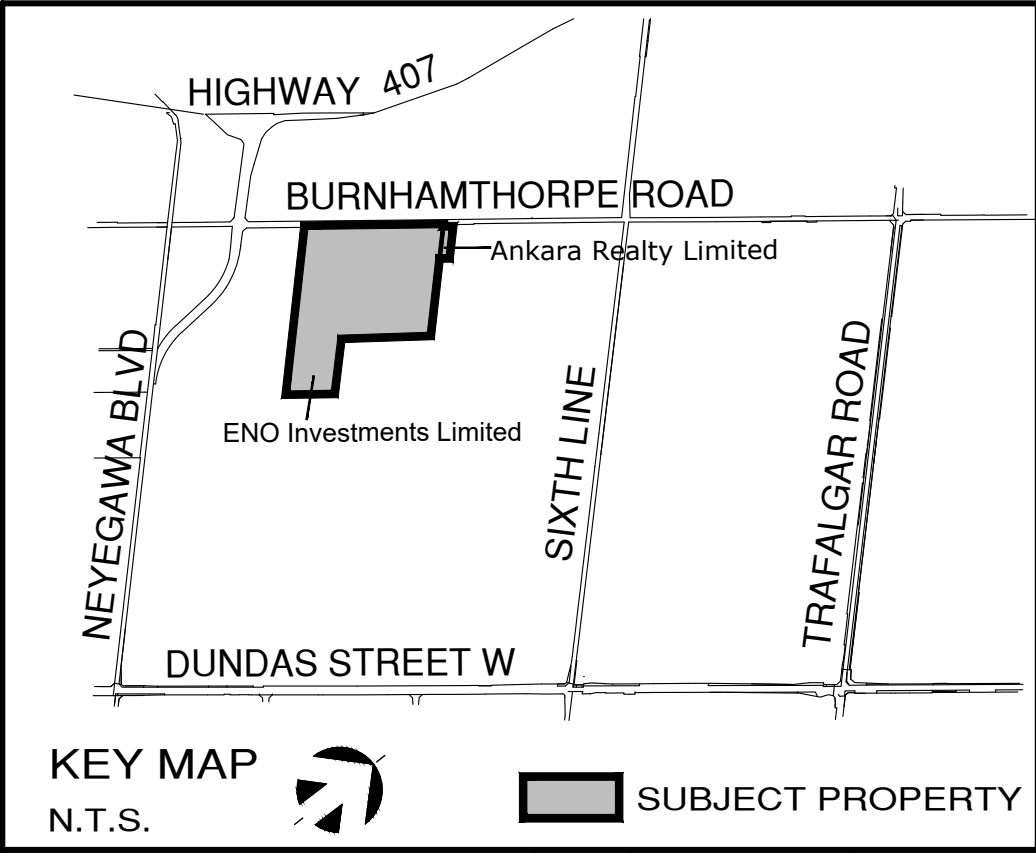 HIGHWAY 407
BURNHAMTHORPE ROAD
Ankara Realty Limited
ENO Investments Limited
NEYEGAWA BLVD
SIXTH LINE
TRAFALGAR ROAD
DUNDAS STREET W
KEY MAP
N.T.S.
SUBJECT PROPERTY